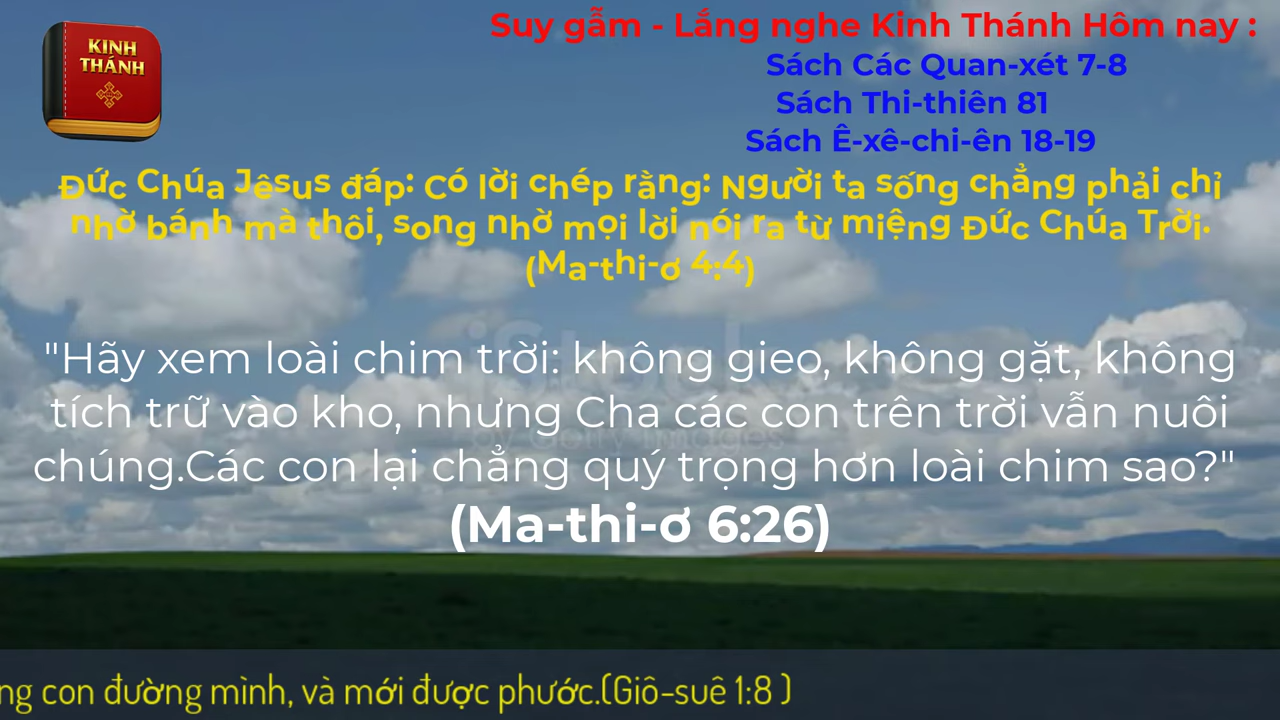 KINH
THÁNH
Suy gẫm - Lắng nghe Kinh Thánh Hôm nay :
Sách Các Quan-xét 7-8
Sách Thi-thiên 81
Sách Ê-xê-chi-ên 18-19
Đức Chúa Jêsus đáp: Có lời chép rằng: Người ta sống chẳng phải chỉ
nhờ bánh mà thôi, song nhờ mọi lời nói ra từ miệng Đức Chúa Trời.
(Ma-thi-ơ 4:4)
iStock
by Getty Images
"Hãy xem loài chim trời: không gieo, không gặt, không
tích trữ vào kho, nhưng Cha các con trên trời vẫn nuôi
chúng.Các con lại chẳng quý trọng hơn loài chim sao?"
(Ma-thi-ơ 6:26)
ng con đường mình, và mới được phước.(Giô-suê 1:8 )